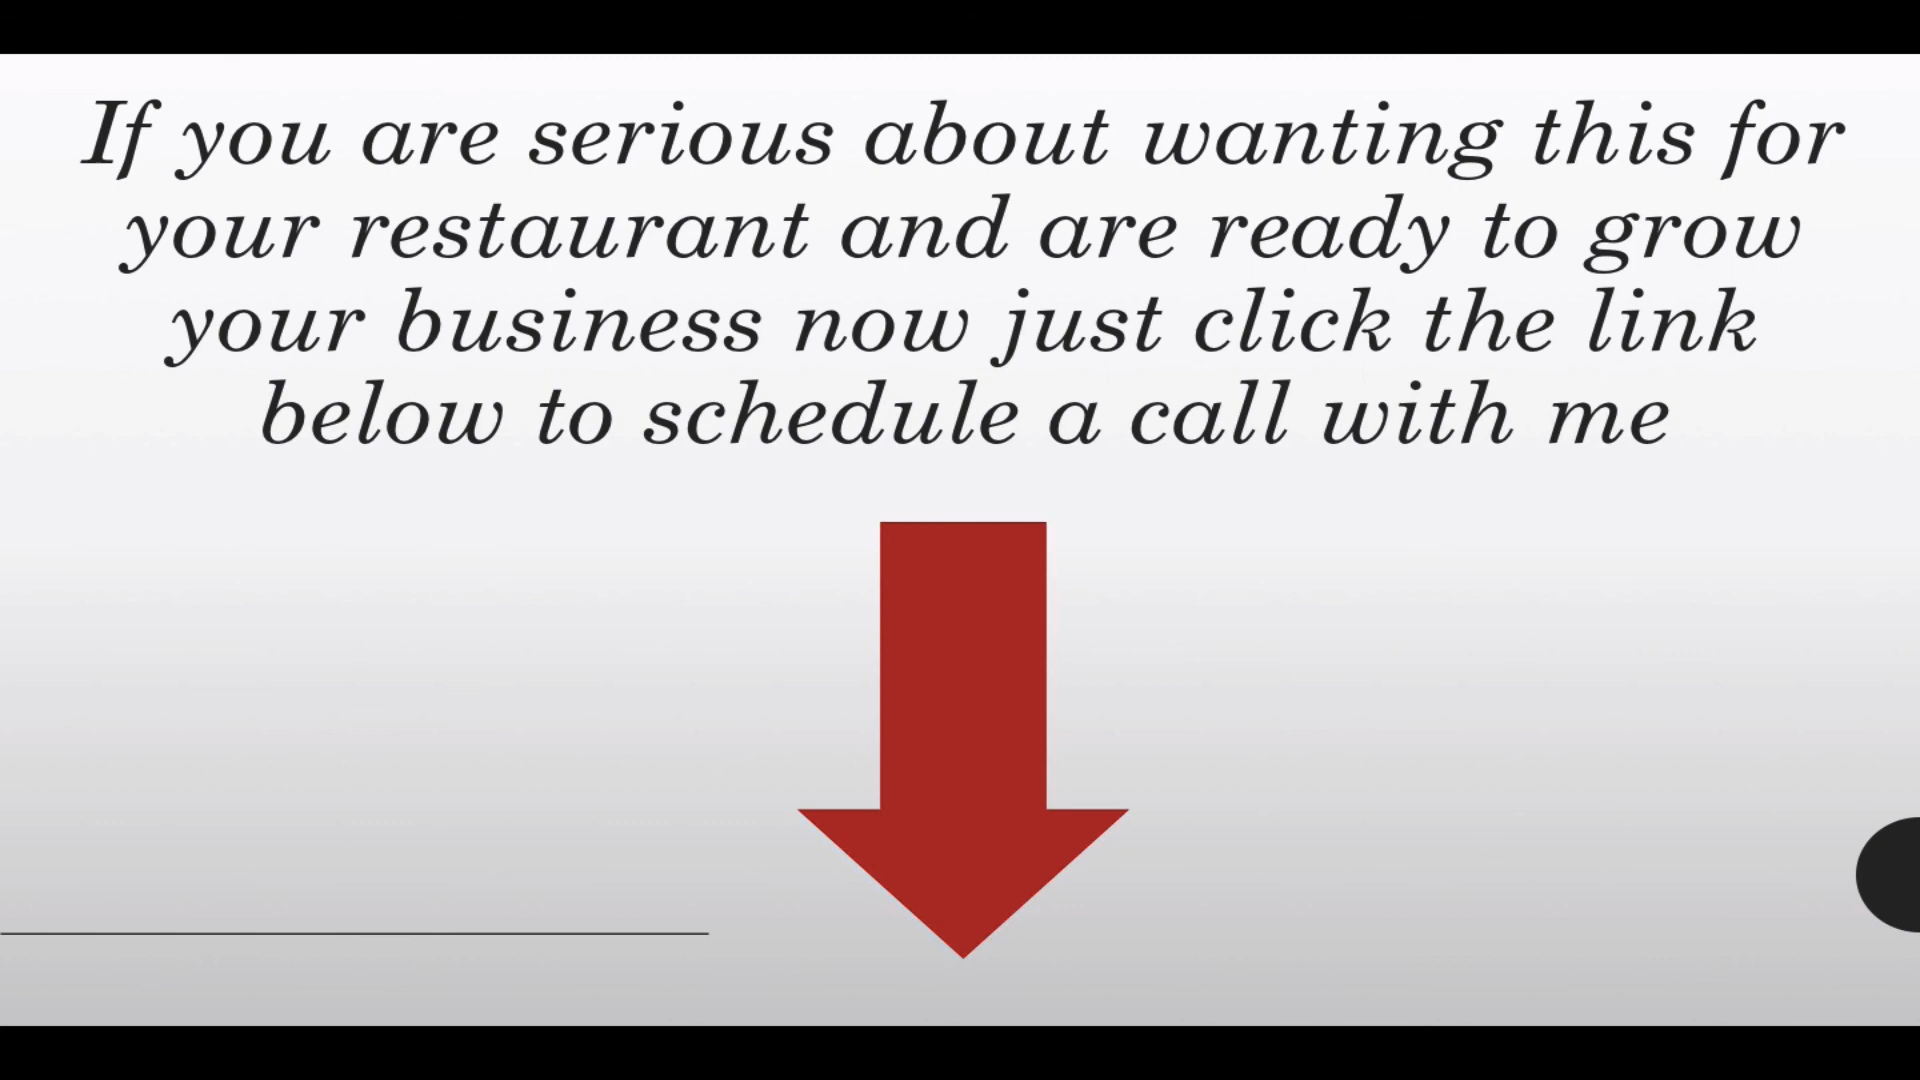 If you are serious about wanting this for
your restaurant and are ready to grow
your business now just click the link
below to schedule a call with me